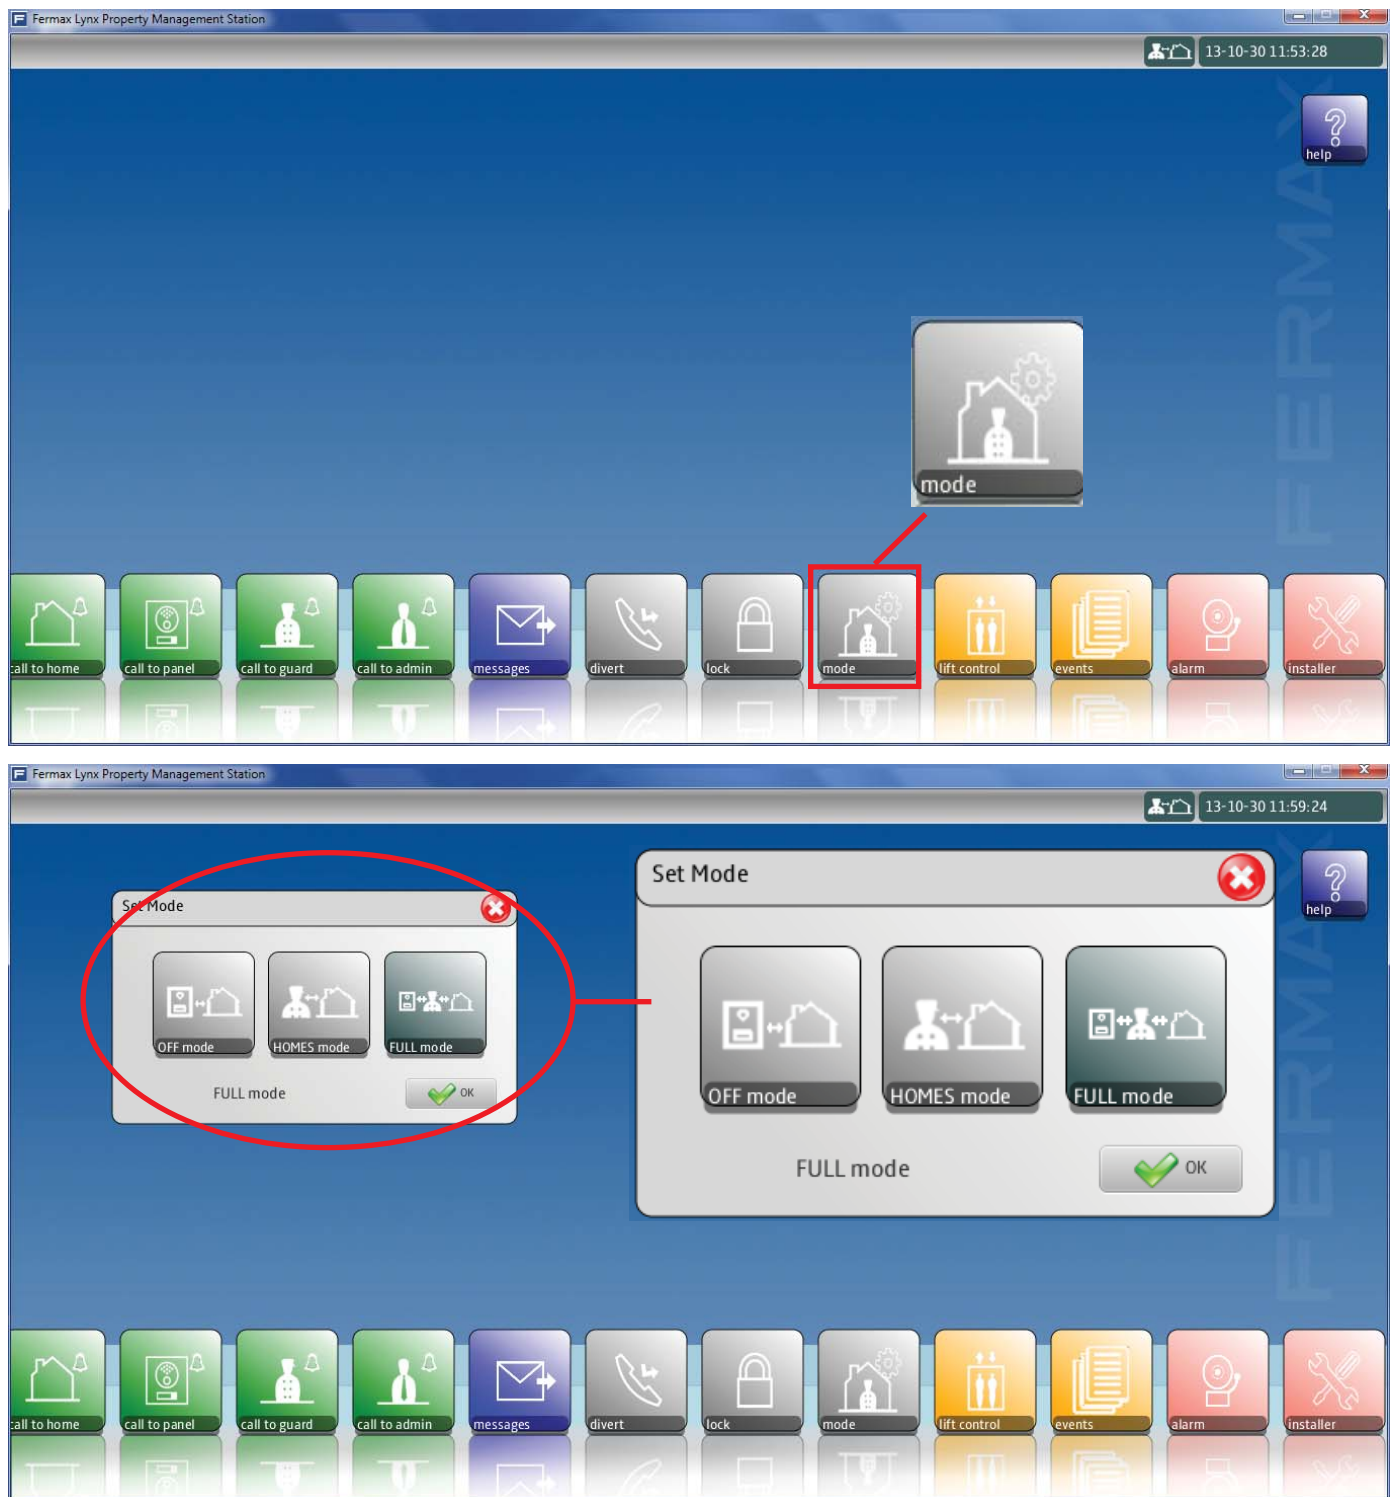 Fermax Lynx Property Management Station
13-10-30 11:53:28
help
FERMAX
mode
call to home
call to panel
call to guard
call to admin
messages
divert
lock
mode
lift control
events
alarm
installer
Fermax Lynx Property Management Station
13-10-30 11:59:24
help
FERMAX
Set Mode
OFF mode
HOMES mode
FULL mode
FULL mode
OK
Set Mode
OFF mode
HOMES mode
FULL mode
FULL mode
OK
call to home
call to panel
call to guard
call to admin
messages
divert
lock
mode
lift control
events
alarm
installer